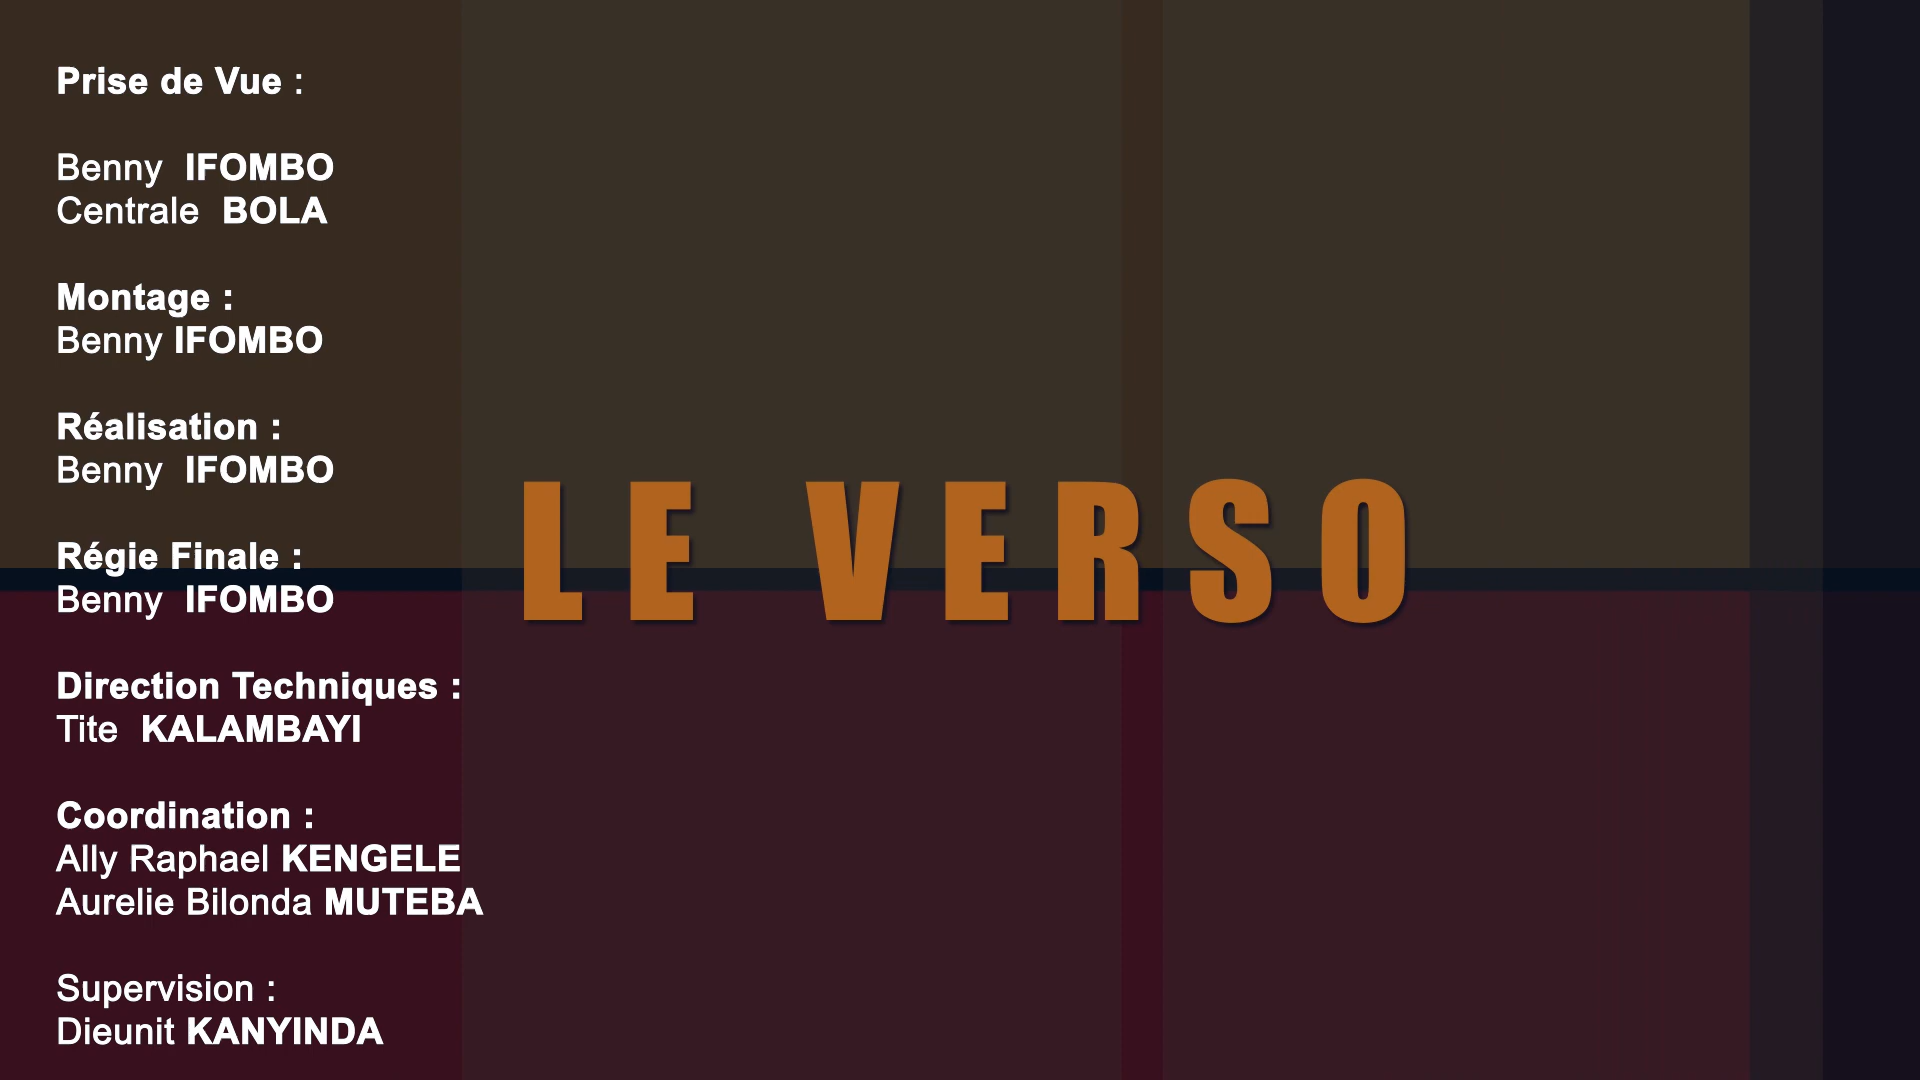 Prise de Vue :
Benny IFOMBO
Centrale BOLA
Montage :
Benny IFOMBO
Réalisation :
Benny IFOMBO
Régie Finale :
Benny IFOMBO
Direction Techniques :
Tite KALAMBAYI
Coordination :
Ally Raphael KENGELE
Aurelie Bilonda MUTEBA
Supervision :
Dieunit KANYINDA
LE VERSO